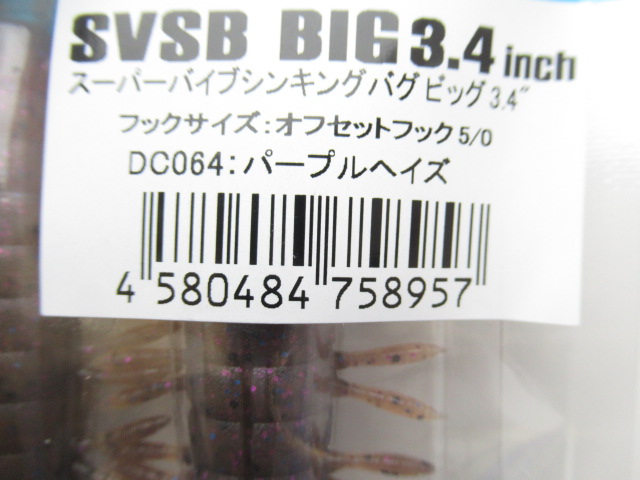 SVSB BIG 3.4 inch
スーパーバイブシンキングバグビッグ 3.4"
フックサイズ:オフセットフック 5/0
DC064:パープルヘイズ
4 580484 758957